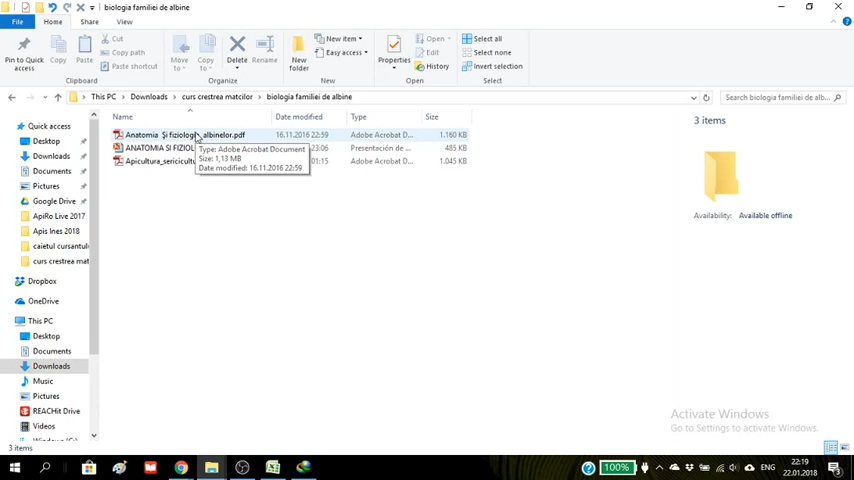 biologia familiei de albine
File
Home
Share
View
Pin to Quick access
Copy
Paste
Cut
Copy path
Paste shortcut
Clipboard
Move to
Copy to
Delete
Rename
Organize
New folder
New item
Easy access
New
Properties
Open
Edit
History
Open
Select all
Select none
Invert selection
Select
This PC > Downloads > curs crestrea matcilor > biologia familiei de albine
Search biologia familiei de alb...
Name
Date modified
Type
Size
Anatomia Şi fiziologia albinelor.pdf
16.11.2016 22:59
Adobe Acrobat D...
1.160 KB
ANATOMIA SI FIZIOL
23:06
Presentación de ...
485 KB
Apicultura_sericicultu
01:15
Adobe Acrobat D...
1.045 KB
Type: Adobe Acrobat Document
Size: 1,13 MB
Date modified: 16.11.2016 22:59
3 items
Availability: Available offline
Quick access
Desktop
Downloads
Documents
Pictures
Google Drive
ApiRo Live 2017
Apis Ines 2018
caietul cursantulu
curs crestrea mat
Dropbox
OneDrive
This PC
Desktop
Documents
Downloads
Music
Pictures
REACHit Drive
Videos
Activate Windows
Go to Settings to activate Windows.
3 items
100%
ENG
22:19
22.01.2018
3